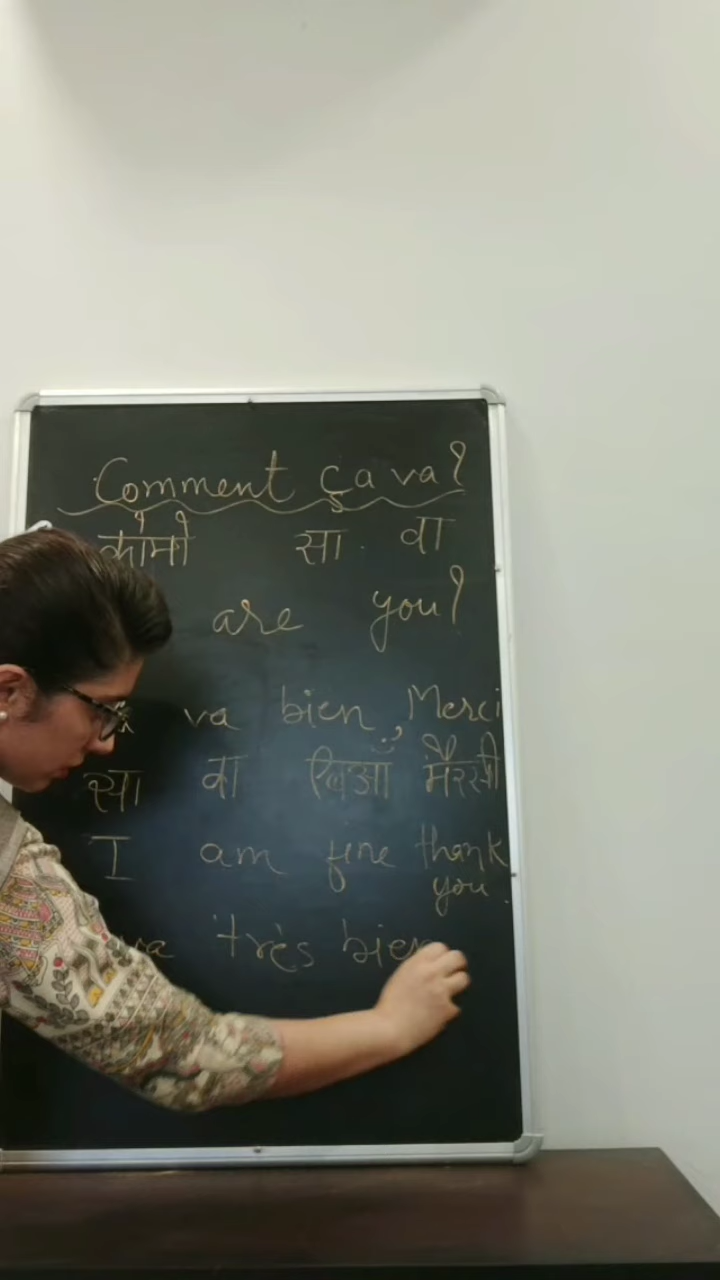 Comment ça va?
कोमो सा वा
are you?
va bien, Merci
सा वा बिआँ मैरसी
I am fine thank
you.
va très bien